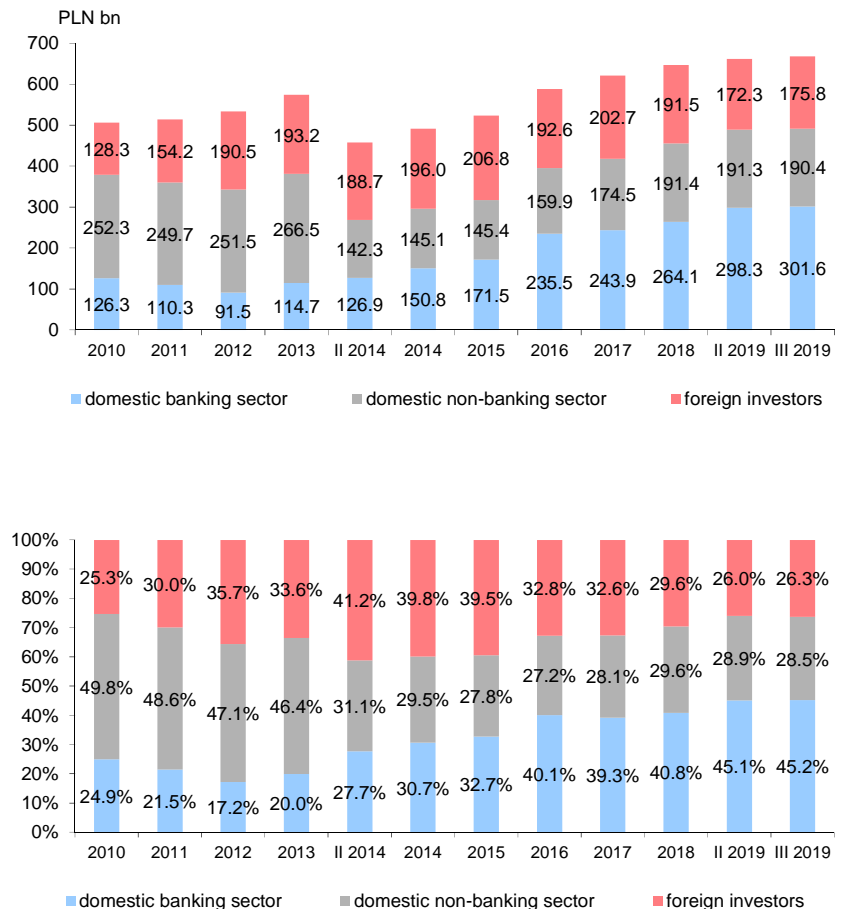 PLN bn
700
600
500
400
300
200
100
0
128.3 154.2 190.5 193.2 188.7 196.0 206.8 192.6 202.7 191.5 172.3 175.8
252.3 249.7 251.5 266.5 142.3 145.1 145.4 159.9 174.5 191.4 191.3 190.4
126.3 110.3 91.5 114.7 126.9 150.8 171.5 235.5 243.9 264.1 298.3 301.6
2010 2011 2012 2013 II 2014 2014 2015 2016 2017 2018 II 2019 III 2019
domestic banking sector domestic non-banking sector foreign investors
100%
90%
80%
70%
60%
50%
40%
30%
20%
10%
0%
25.3% 30.0% 35.7% 33.6% 41.2% 39.8% 39.5% 32.8% 32.6% 29.6% 26.0% 26.3%
49.8% 48.6% 47.1% 46.4% 31.1% 29.5% 27.8% 27.2% 28.1% 29.6% 28.9% 28.5%
24.9% 21.5% 17.2% 20.0% 27.7% 30.7% 32.7% 40.1% 39.3% 40.8% 45.1% 45.2%
2010 2011 2012 2013 II 2014 2014 2015 2016 2017 2018 II 2019 III 2019
domestic banking sector domestic non-banking sector foreign investors